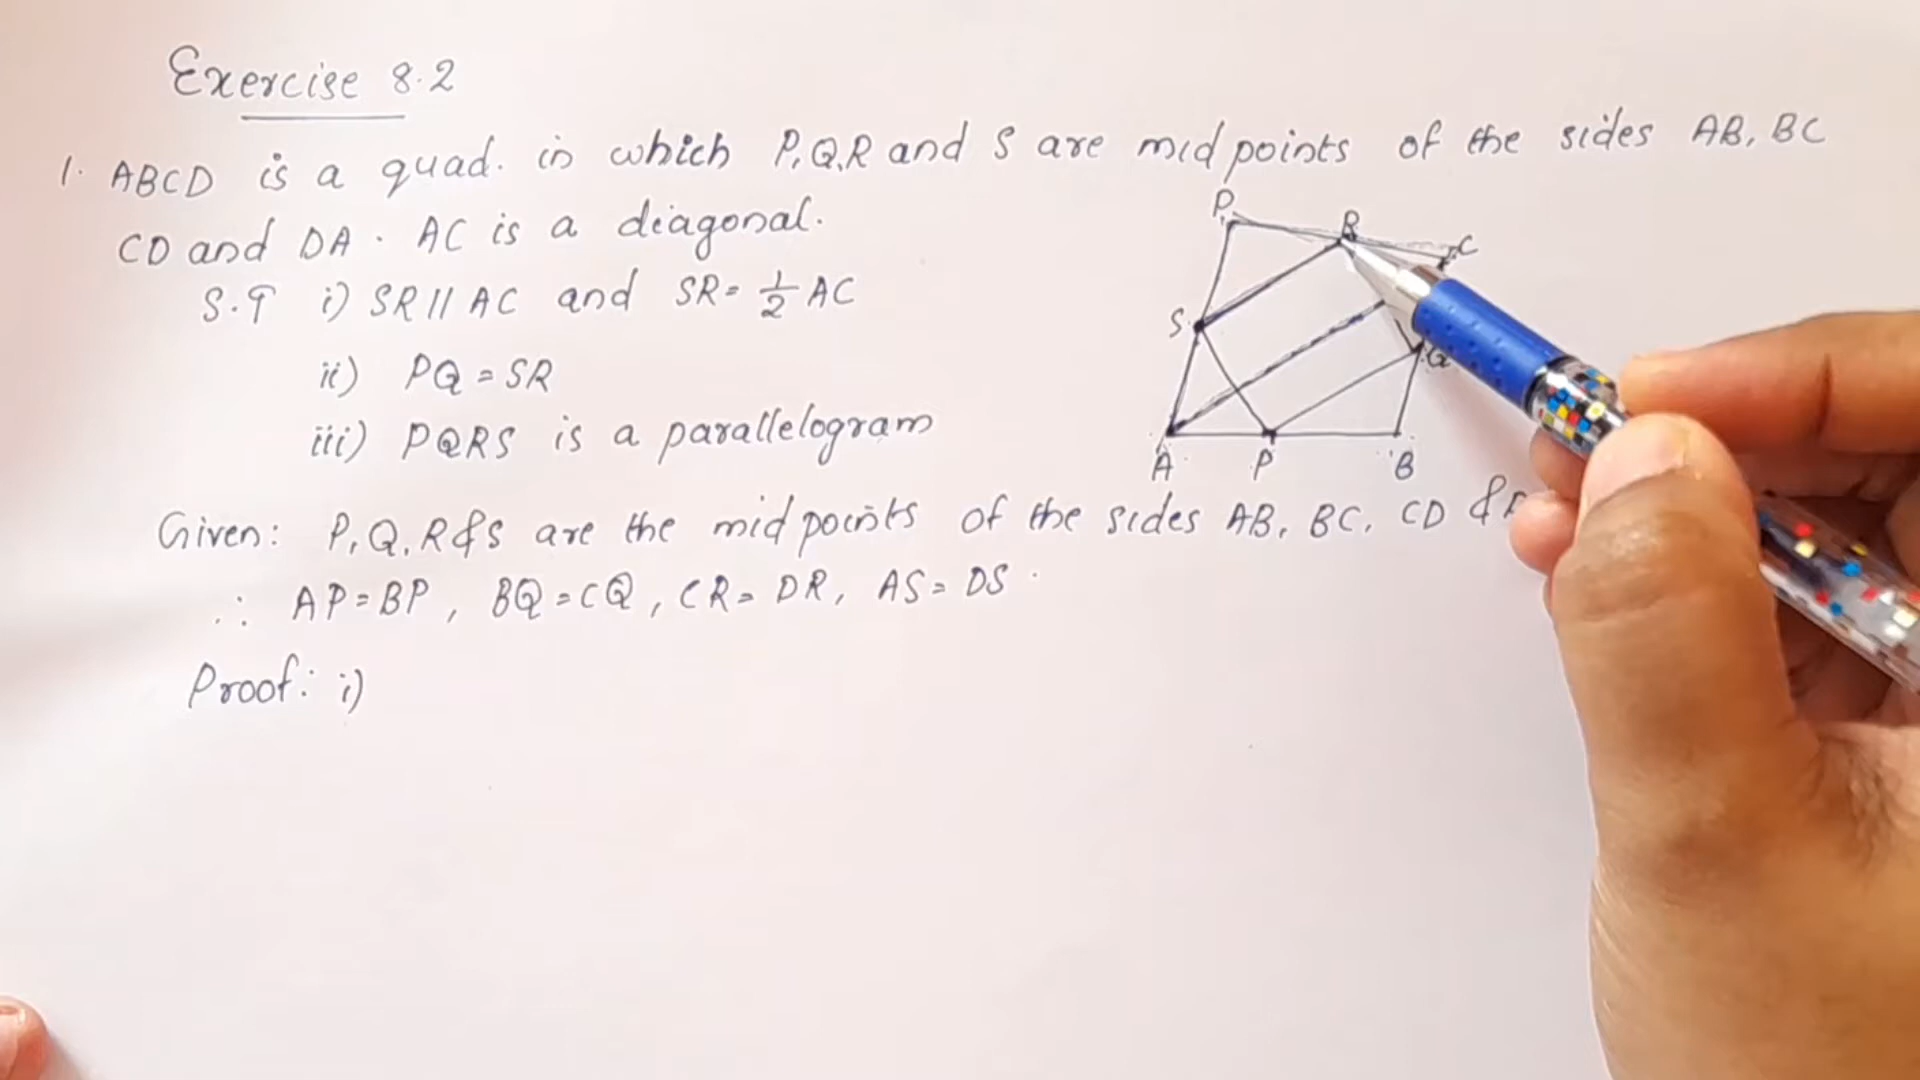 Exercise 8.2
1. ABCD is a quad. in which P,Q,R and S are mid points of the sides AB, BC
CD and DA. AC is a diagonal.
S.T i) SR // AC and SR = 1/2 AC
ii) PQ = SR
iii) PQRS is a parallelogram
D R C
S Q
A P B
Given: P, Q, R & S are the mid points of the sides AB, BC, CD &
∴ AP = BP, BQ = CQ, CR = DR, AS = DS.
Proof: i)